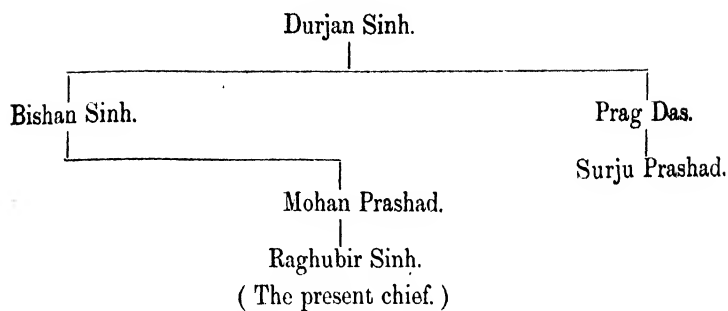 Durjan Sinh.
Bishan Sinh.
Prag Das.
Surju Prashad.
Mohan Prashad.
Raghubir Sinh.
( The present chief. )